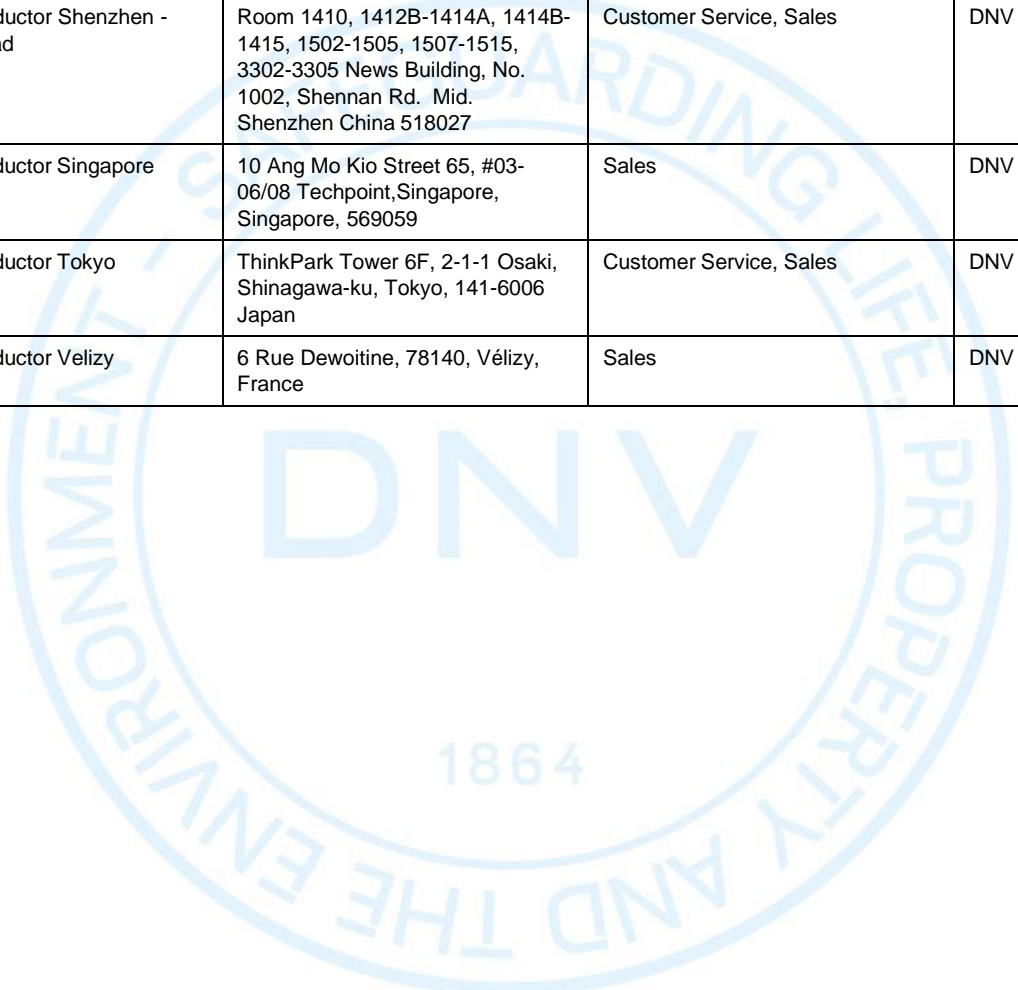 ductor Shenzhen -
ad
Room 1410, 1412B-1414A, 1414B-
1415, 1502-1505, 1507-1515,
3302-3305 News Building, No.
1002, Shennan Rd.  Mid.
Shenzhen China 518027
Customer Service, Sales
DNV
ductor Singapore
10 Ang Mo Kio Street 65, #03-
06/08 Techpoint,Singapore,
Singapore, 569059
Sales
DNV
ductor Tokyo
ThinkPark Tower 6F, 2-1-1 Osaki,
Shinagawa-ku, Tokyo, 141-6006
Japan
Customer Service, Sales
DNV
ductor Velizy
6 Rue Dewoitine, 78140, Vélizy,
France
Sales
DNV
SAFEGUARDING LIFE, PROPERTY AND THE ENVIRONMENT -
DNV
1864